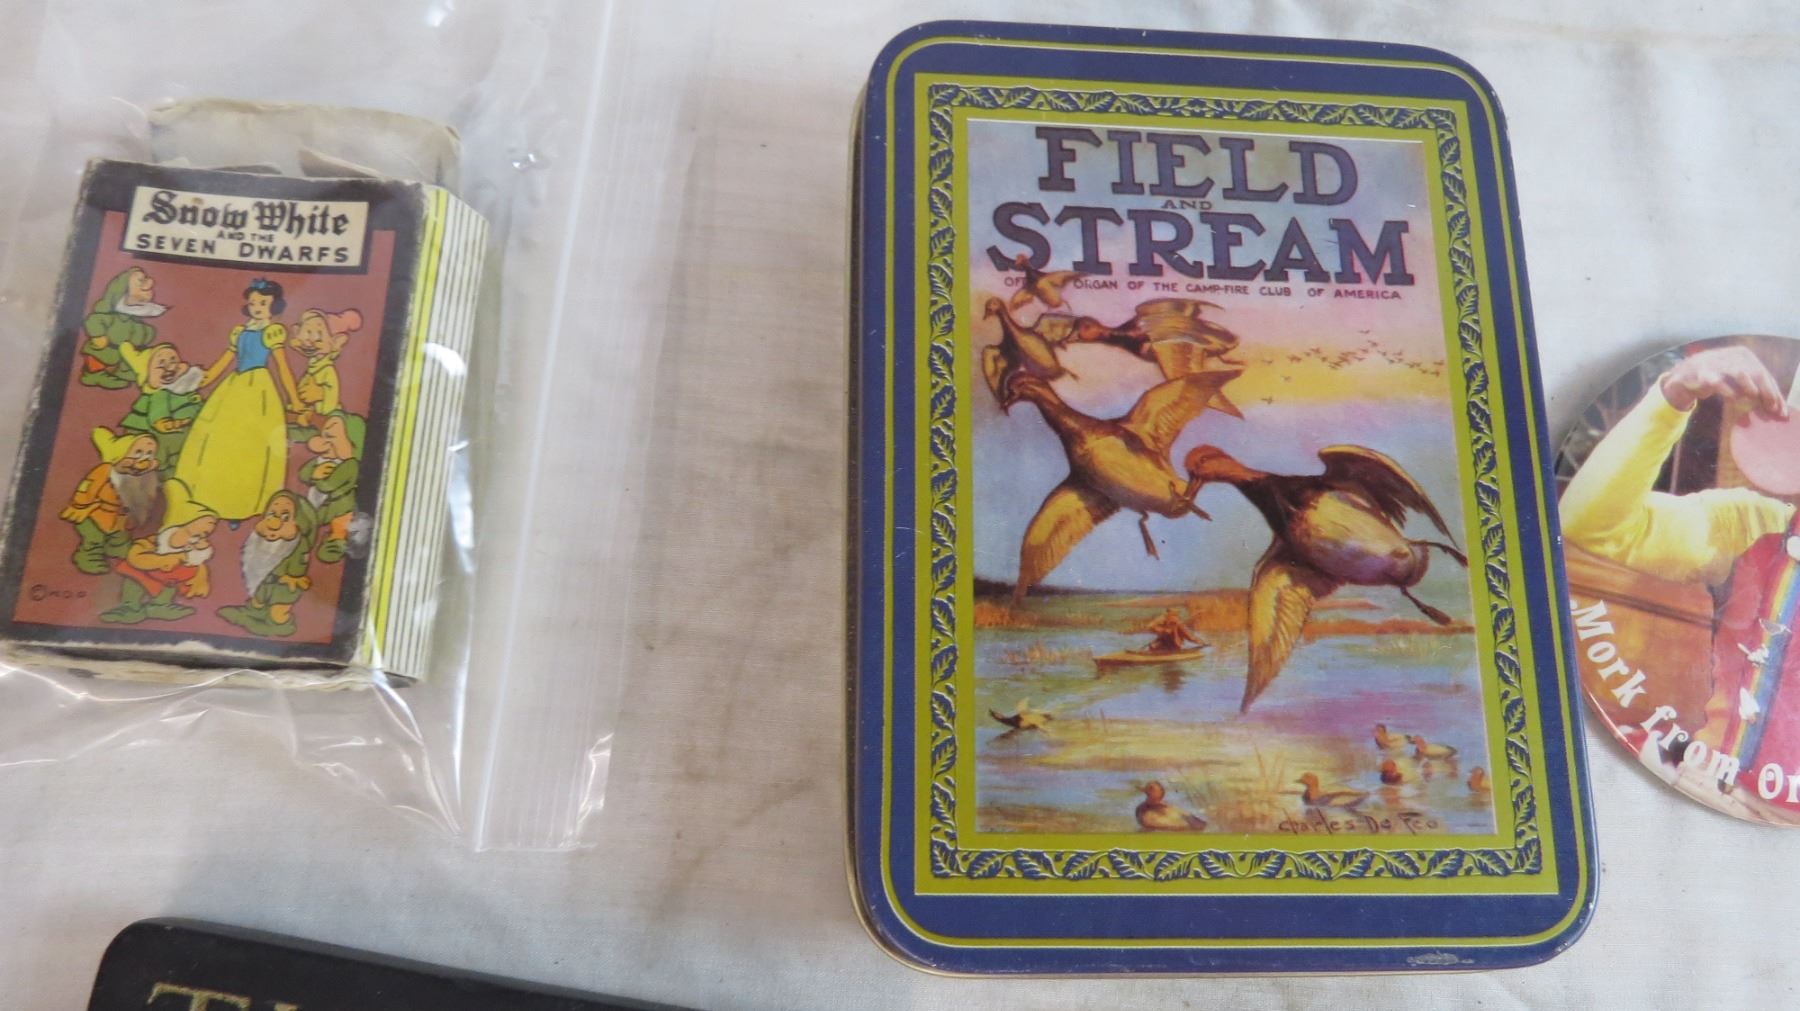 Snow White
AND THE
SEVEN DWARFS
© W.D.P.
FIELD
AND
STREAM
ORGAN OF THE CAMP-FIRE CLUB OF AMERICA
Charles De Feo
Mork from Or